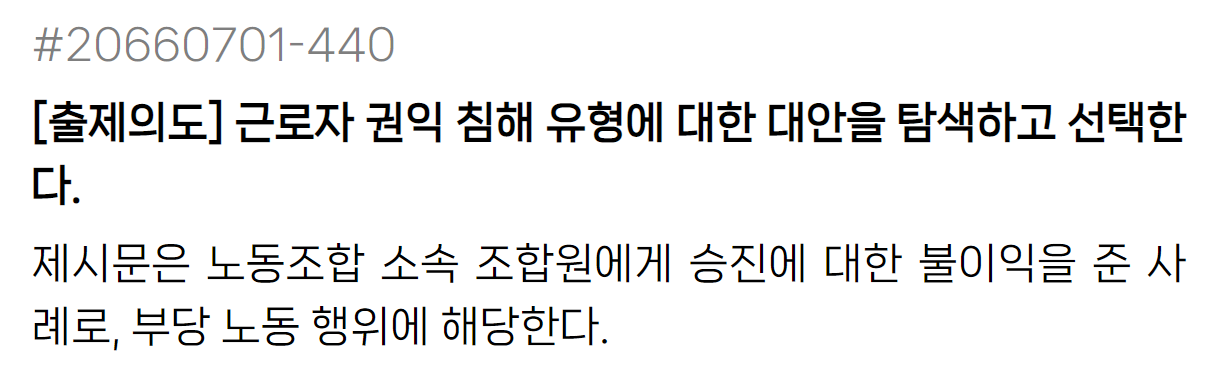 #20660701-440
[출제의도] 근로자 권익 침해 유형에 대한 대안을 탐색하고 선택한
다.
제시문은 노동조합 소속 조합원에게 승진에 대한 불이익을 준 사
례로, 부당 노동 행위에 해당한다.